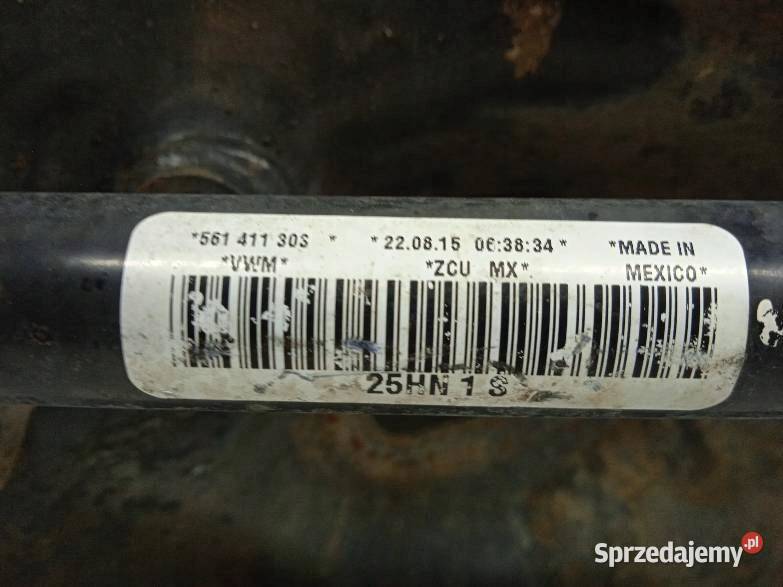 *561 411 303 * * 22.08.15 06:38:34 * *MADE IN
*VWM* *ZCU MX* MEXICO*
25HN 1
Sprzedajemy.pl